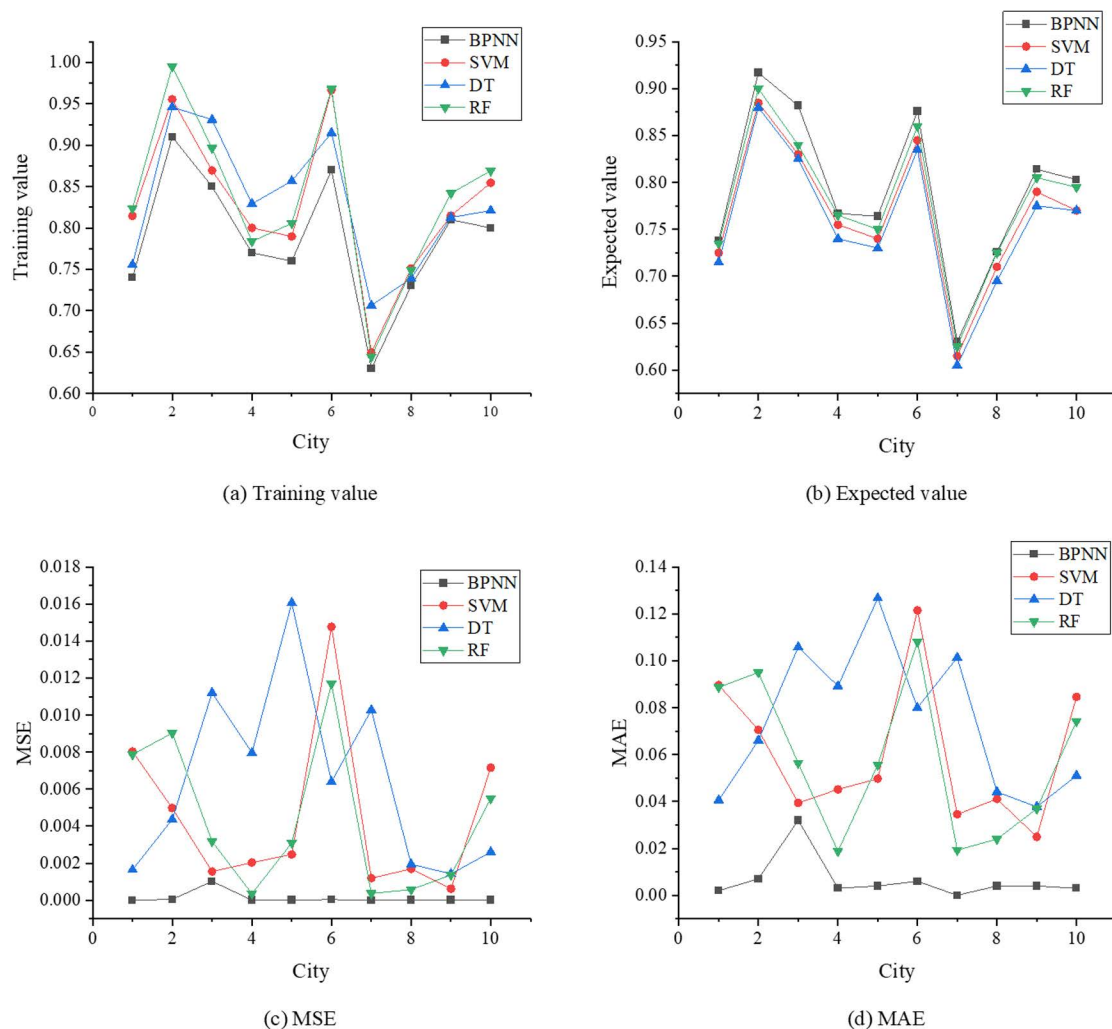 BPNN
SVM
DT
RF
1.00
0.95
0.90
0.85
0.80
0.75
0.70
0.65
0.60
Training value
0 2 4 6 8 10
City
(a) Training value
BPNN
SVM
DT
RF
0.95
0.90
0.85
0.80
0.75
0.70
0.65
0.60
Expected value
0 2 4 6 8 10
City
(b) Expected value
BPNN
SVM
DT
RF
0.018
0.016
0.014
0.012
0.010
0.008
0.006
0.004
0.002
0.000
MSE
0 2 4 6 8 10
City
(c) MSE
BPNN
SVM
DT
RF
0.14
0.12
0.10
0.08
0.06
0.04
0.02
0.00
MAE
0 2 4 6 8 10
City
(d) MAE